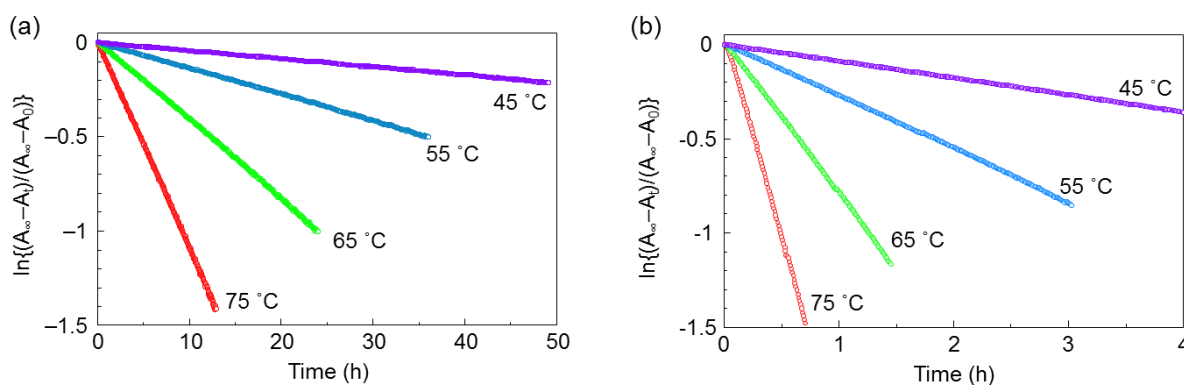 (a)
0
−0.5
−1
−1.5
ln{(A∞−At)/(A∞−A0)}
45 ˚C
55 ˚C
65 ˚C
75 ˚C
0 10 20 30 40 50
Time (h)
(b)
0
-0.5
-1
-1.5
ln{(A∞−At)/(A∞−A0)}
45 ˚C
55 ˚C
65 ˚C
75 ˚C
0 1 2 3 4
Time (h)